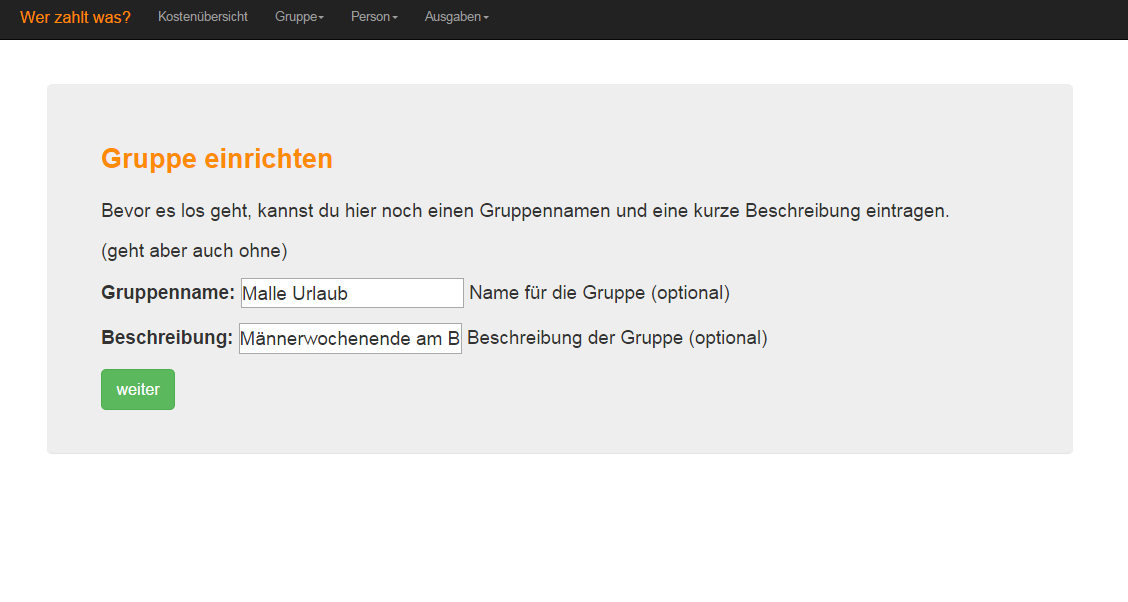 Wer zahlt was? Kostenübersicht Gruppe Person Ausgaben
Gruppe einrichten
Bevor es los geht, kannst du hier noch einen Gruppennamen und eine kurze Beschreibung eintragen.
(geht aber auch ohne)
Gruppenname: Malle Urlaub Name für die Gruppe (optional)
Beschreibung: Männerwochenende am B Beschreibung der Gruppe (optional)
weiter